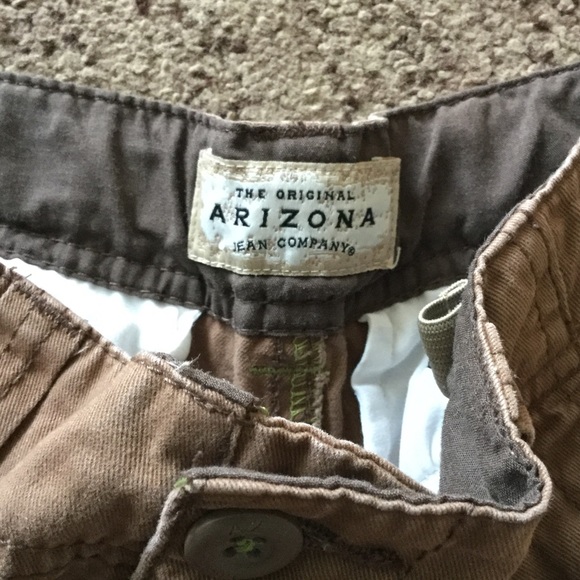 THE ORIGINAL
ARIZONA
JEAN COMPANY®